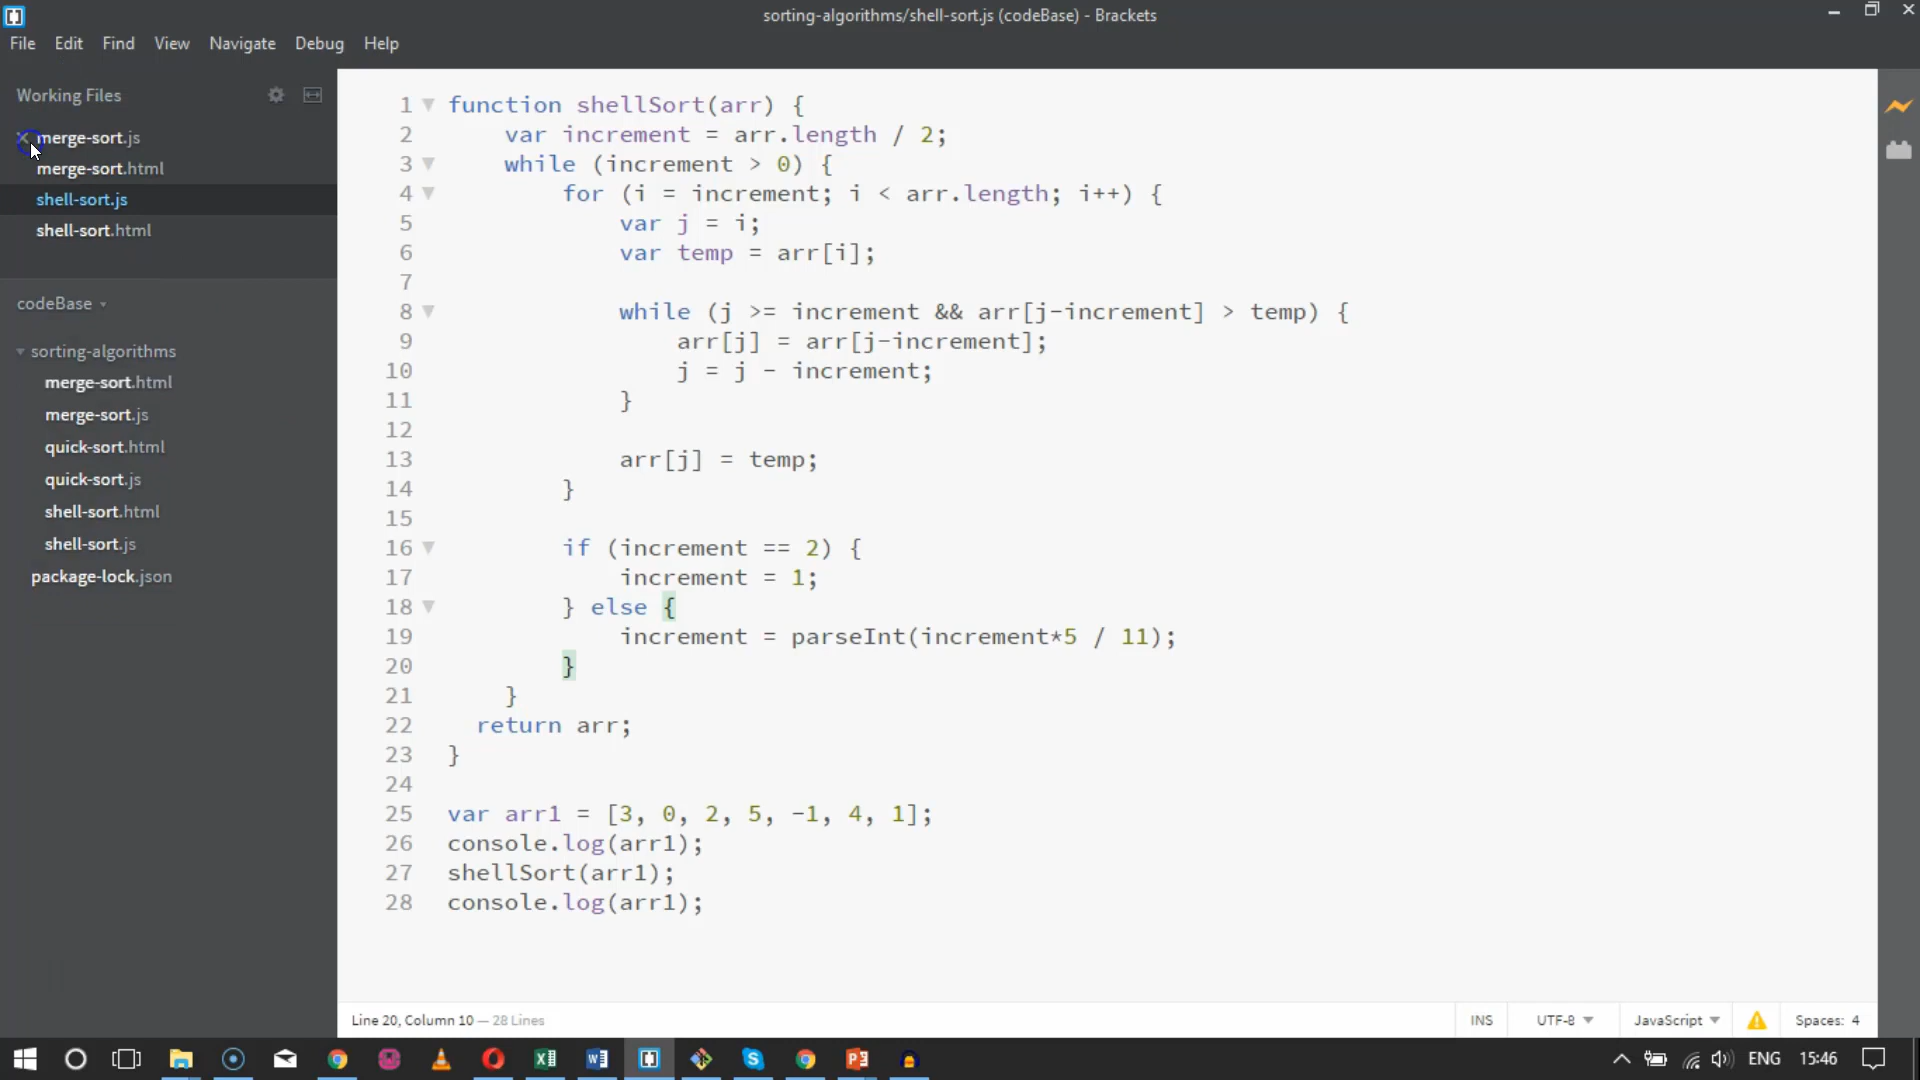 sorting-algorithms/shell-sort.js (codeBase) - Brackets
File Edit Find View Navigate Debug Help
Working Files
merge-sort.js
merge-sort.html
shell-sort.js
shell-sort.html
codeBase
sorting-algorithms
merge-sort.html
merge-sort.js
quick-sort.html
quick-sort.js
shell-sort.html
shell-sort.js
package-lock.json
1 function shellSort(arr) {
2 var increment = arr.length / 2;
3 while (increment > 0) {
4 for (i = increment; i < arr.length; i++) {
5 var j = i;
6 var temp = arr[i];
7
8 while (j >= increment && arr[j-increment] > temp) {
9 arr[j] = arr[j-increment];
10 j = j - increment;
11 }
12
13 arr[j] = temp;
14 }
15
16 if (increment == 2) {
17 increment = 1;
18 } else {
19 increment = parseInt(increment*5 / 11);
20 }
21 }
22 return arr;
23 }
24
25 var arr1 = [3, 0, 2, 5, -1, 4, 1];
26 console.log(arr1);
27 shellSort(arr1);
28 console.log(arr1);
Line 20, Column 10 — 28 Lines
INS UTF-8 JavaScript Spaces: 4
ENG 15:46